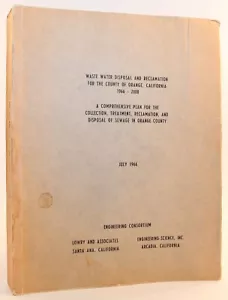 WASTE WATER DISPOSAL AND RECLAMATION
FOR THE COUNTY OF ORANGE, CALIFORNIA
1966 - 2000
A COMPREHENSIVE PLAN FOR THE
COLLECTION, TREATMENT, RECLAMATION, AND
DISPOSAL OF SEWAGE IN ORANGE COUNTY
JULY 1966
ENGINEERING CONSORTIUM
LOWRY AND ASSOCIATES
SANTA ANA, CALIFORNIA
ENGINEERING-SCIENCE, INC.
ARCADIA, CALIFORNIA